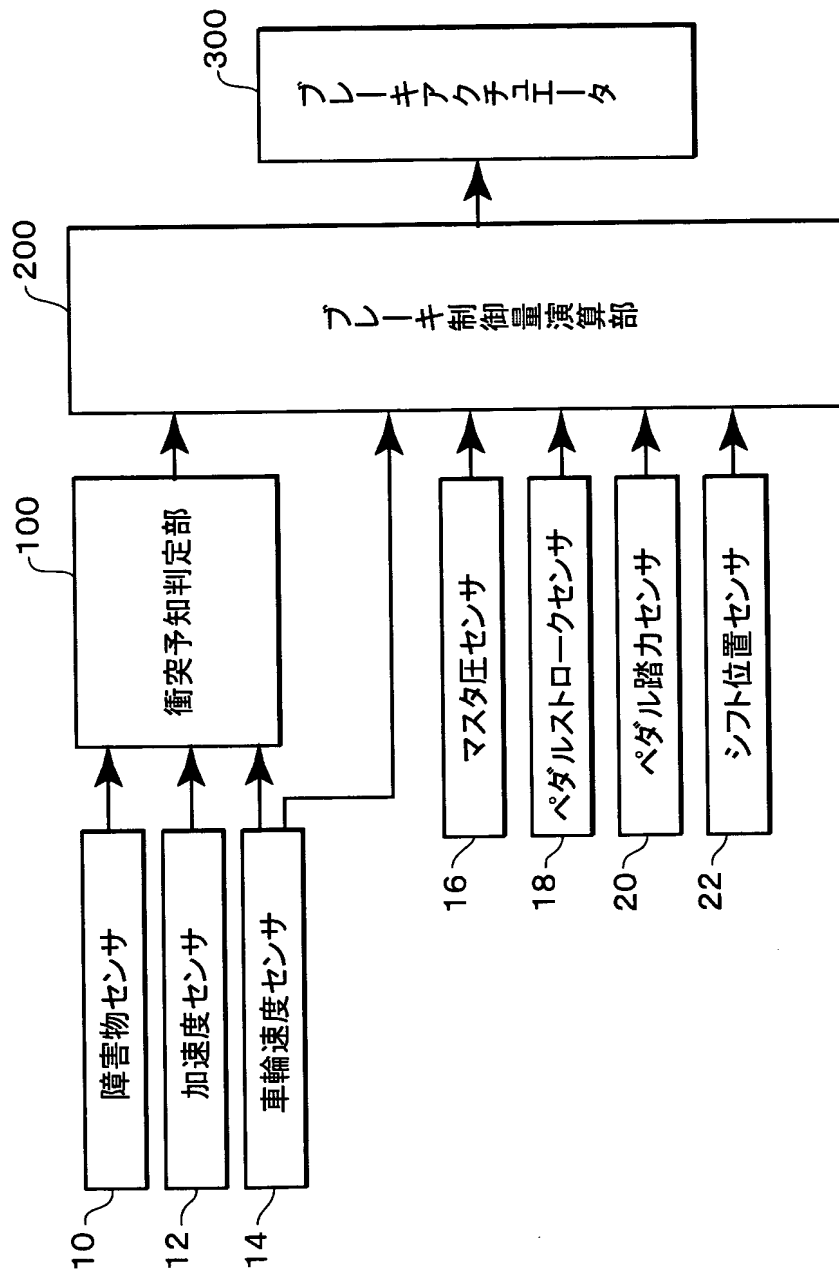 10
障害物センサ
12
加速度センサ
14
車輪速度センサ
100
衝突予知判定部
16
マスタ圧センサ
18
ペダルストロークセンサ
20
ペダル踏力センサ
22
シフト位置センサ
200
ブレーキ制御量演算部
300
ブレーキアクチュエータ